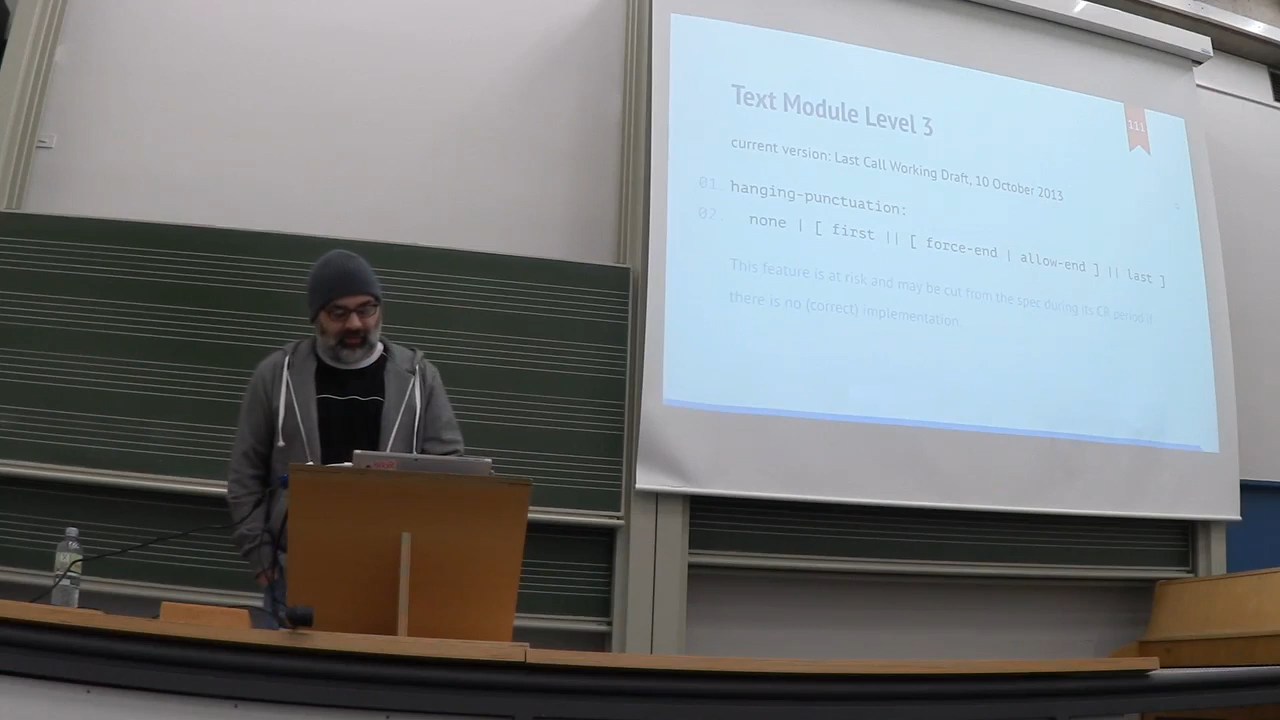 Text Module Level 3
111
current version: Last Call Working Draft, 10 October 2013
01. hanging-punctuation:
02. none | [ first || [ force-end | allow-end ] || last ]
This feature is at risk and may be cut from the spec during its CR period if
there is no (correct) implementation.